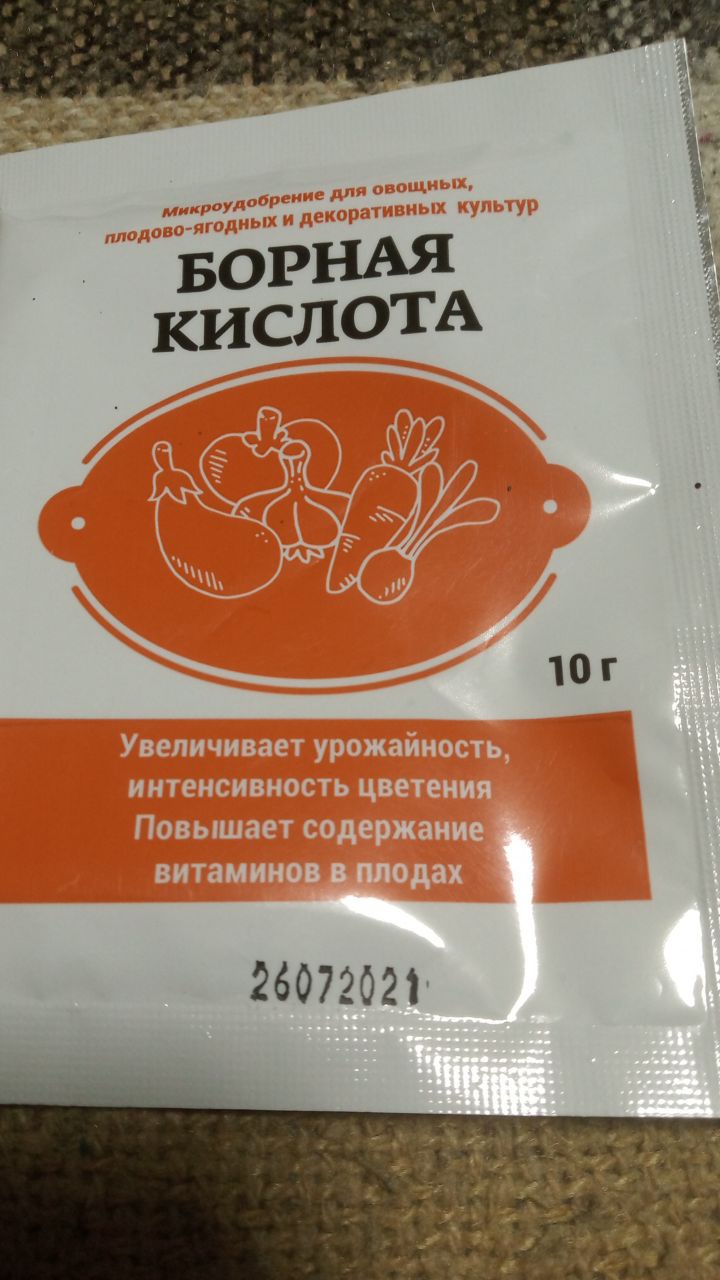 Микроудобрение для овощных,
плодово-ягодных и декоративных культур
БОРНАЯ
КИСЛОТА
10 г
Увеличивает урожайность,
интенсивность цветения
Повышает содержание
витаминов в плодах
26072021